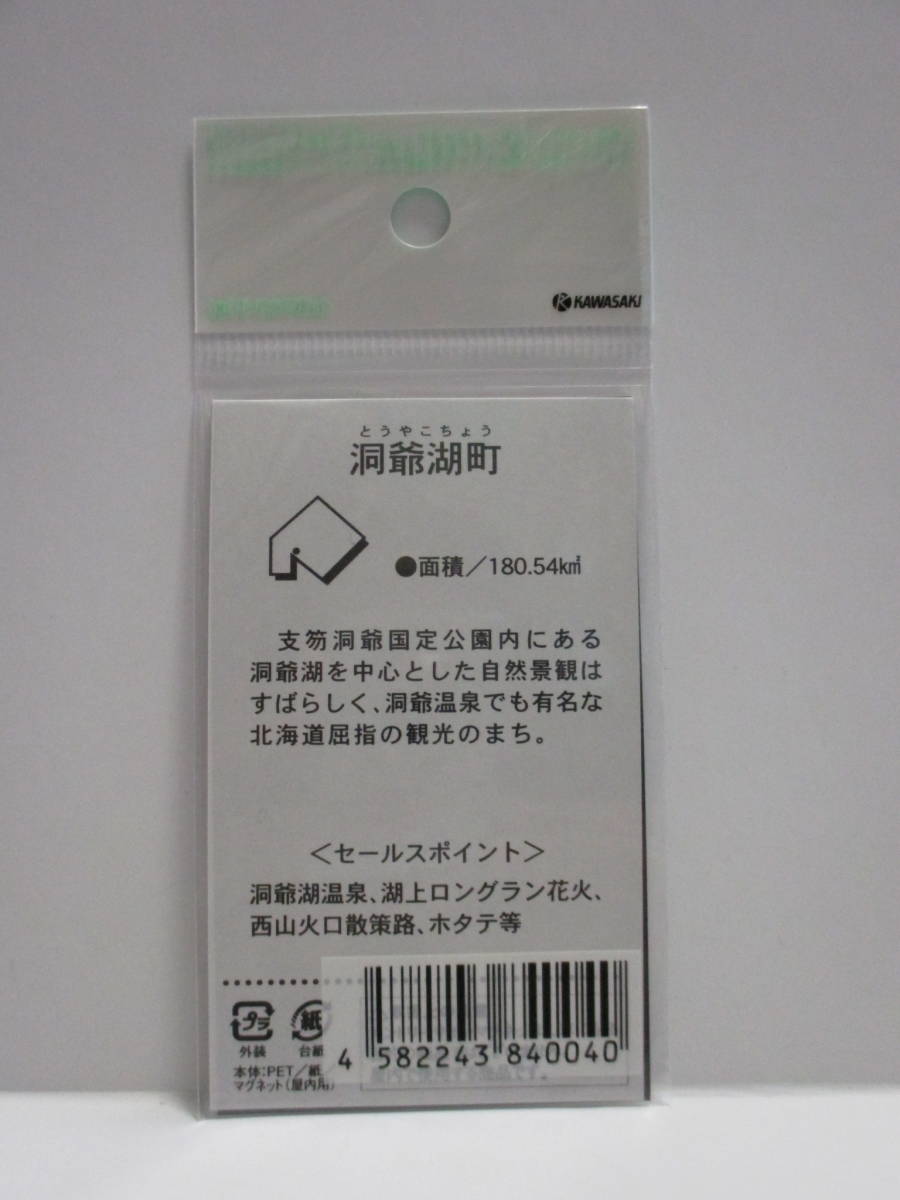 KAWASAKI
とうやこちょう
洞爺湖町
●面積/180.54k㎡
支笏洞爺国定公園内にある
洞爺湖を中心とした自然景観は
すばらしく、洞爺温泉でも有名な
北海道屈指の観光のまち。
<セールスポイント>
洞爺湖温泉、湖上ロングラン花火、
西山火口散策路、ホタテ等
プラ
外装
紙
台紙
本体:PET/紙
マグネット(屋内用)
4 582243 840040